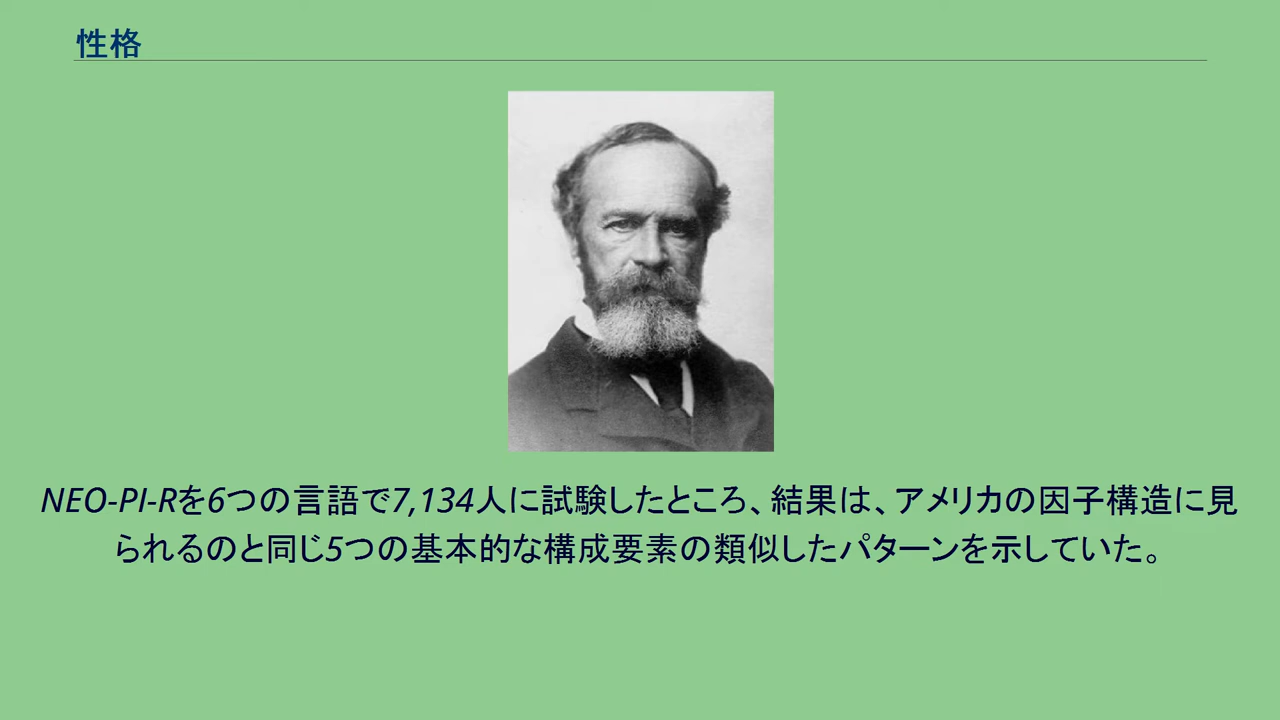 性格
NEO-PI-Rを6つの言語で7,134人に試験したところ、結果は、アメリカの因子構造に見
られるのと同じ5つの基本的な構成要素の類似したパターンを示していた。